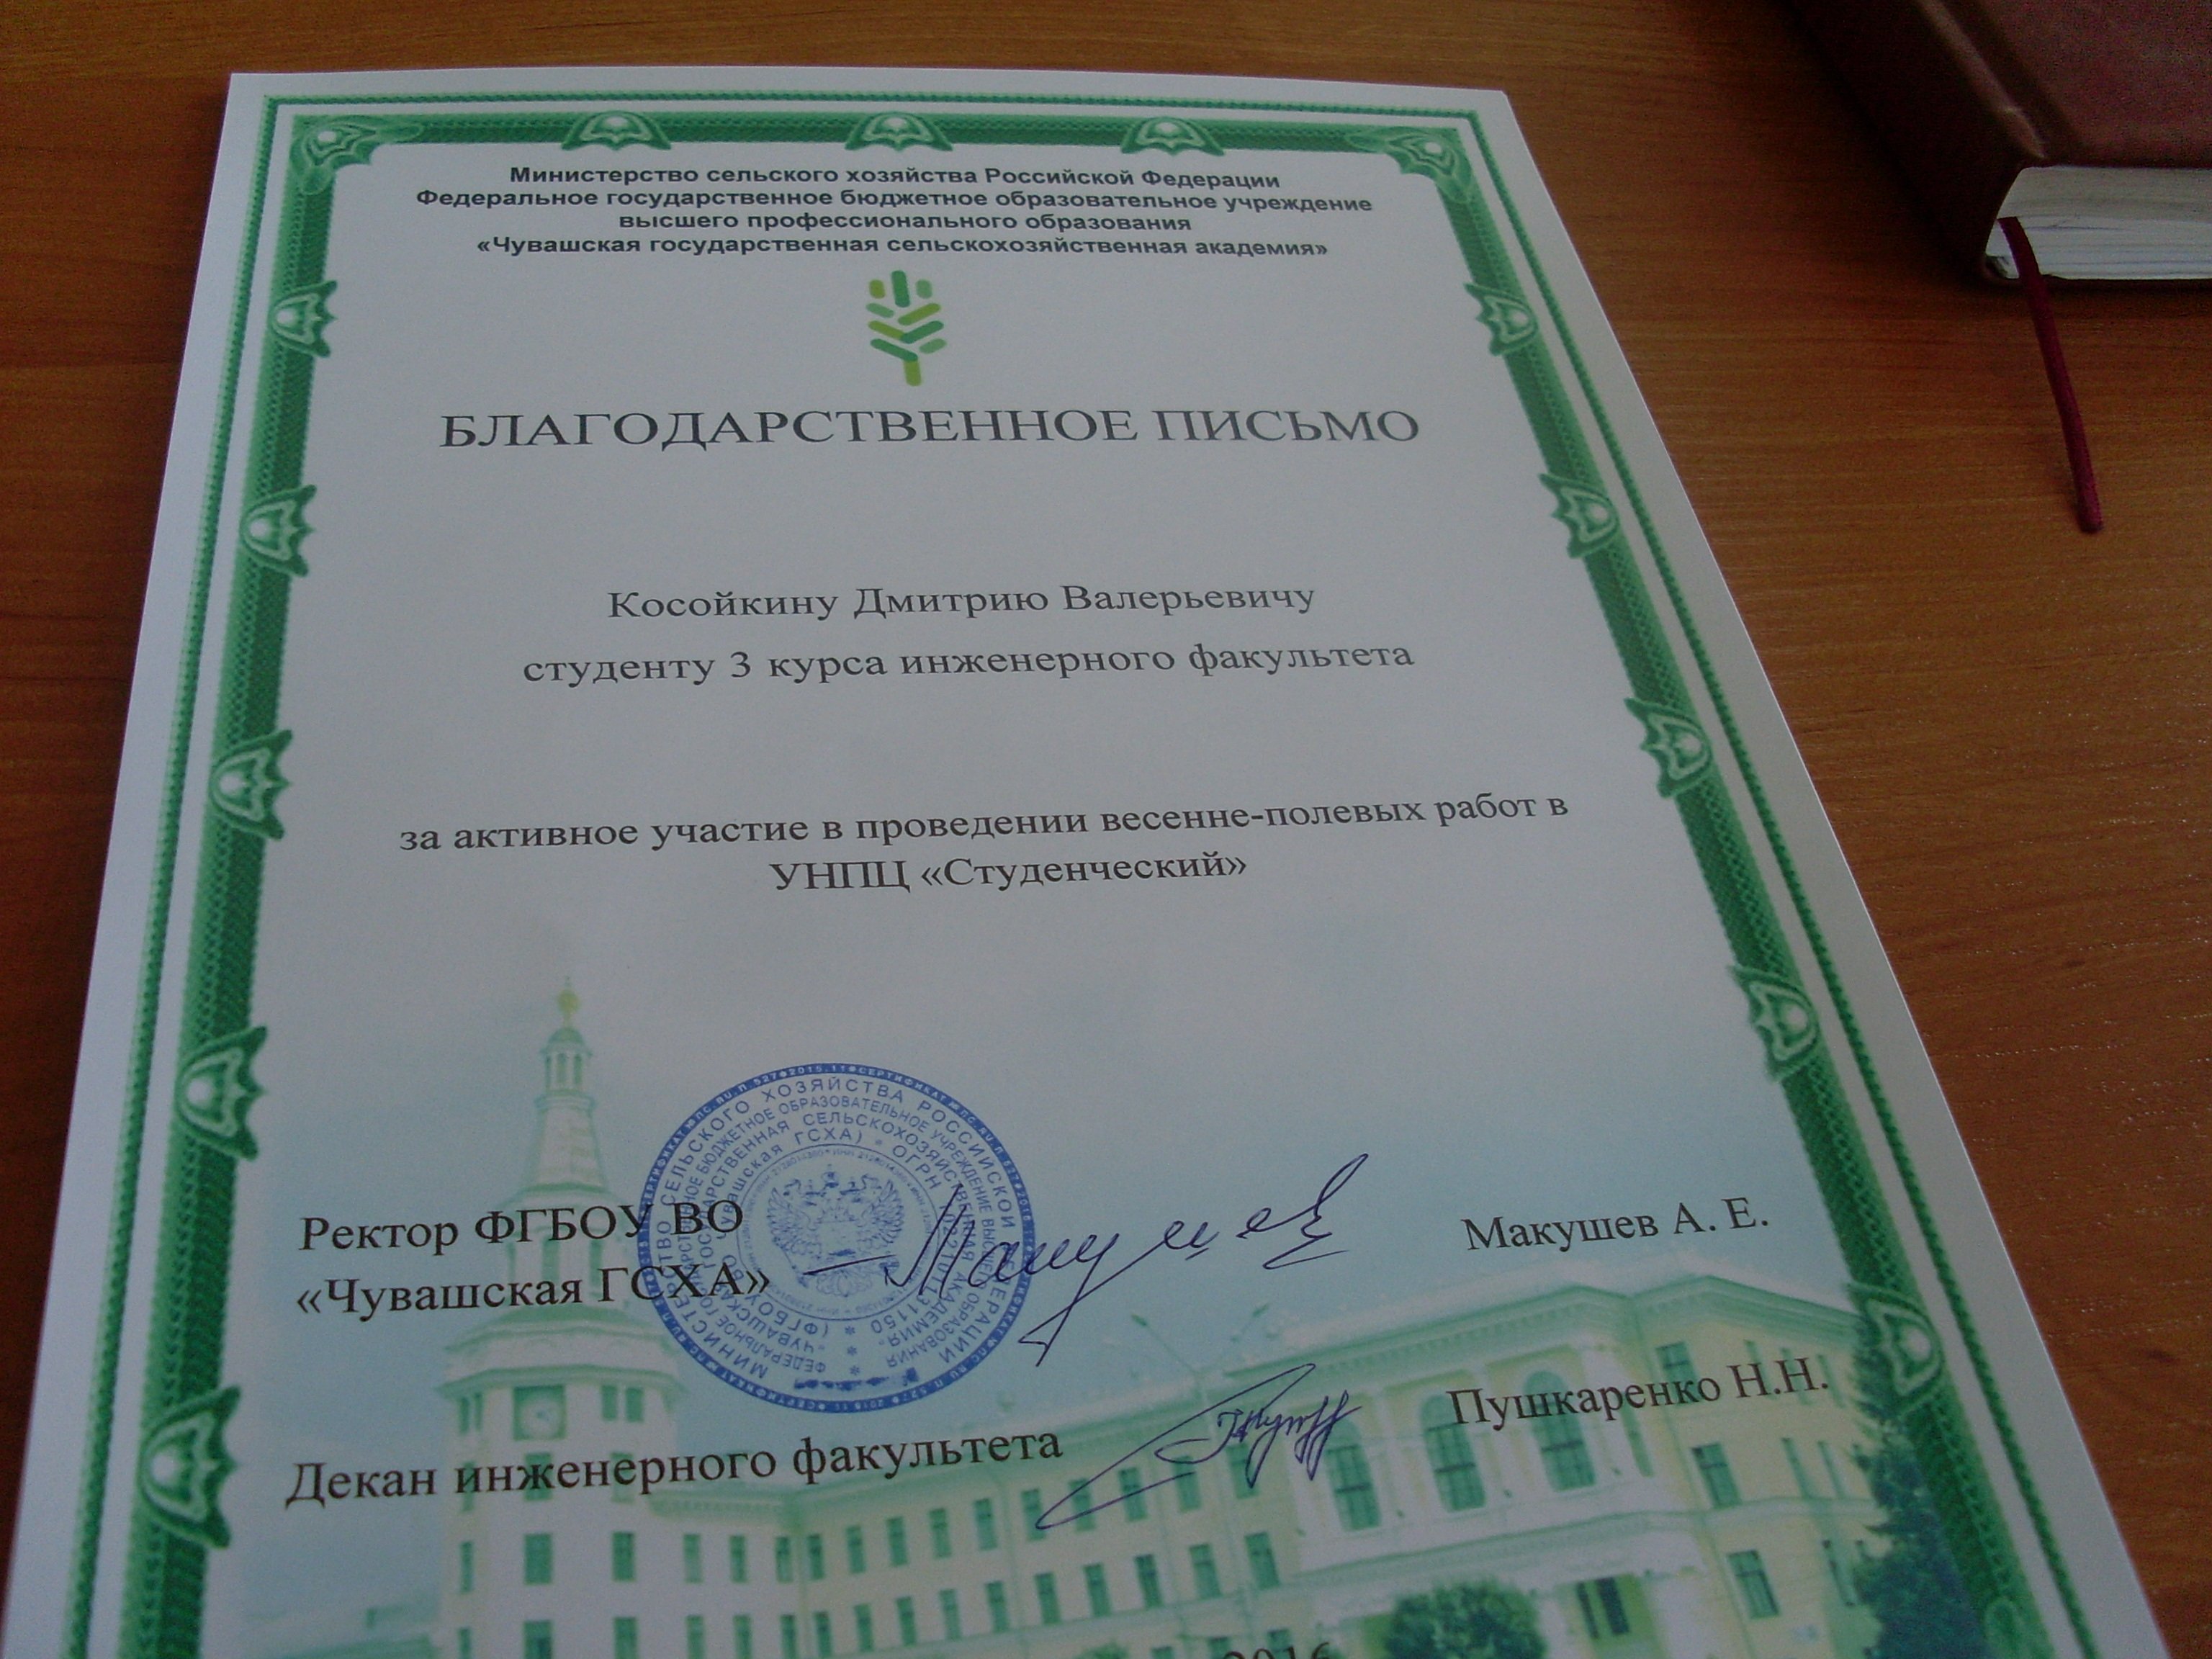 Министерство сельского хозяйства Российской Федерации
Федеральное государственное бюджетное образовательное учреждение
высшего профессионального образования
«Чувашская государственная сельскохозяйственная академия»
БЛАГОДАРСТВЕННОЕ ПИСЬМО
Косойкину Дмитрию Валерьевичу
студенту 3 курса инженерного факультета
за активное участие в проведении весенне-полевых работ в
УНПЦ «Студенческий»
Ректор ФГБОУ ВО
«Чувашская ГСХА»
Макушев А. Е.
Декан инженерного факультета
Пушкаренко Н.Н.
2016